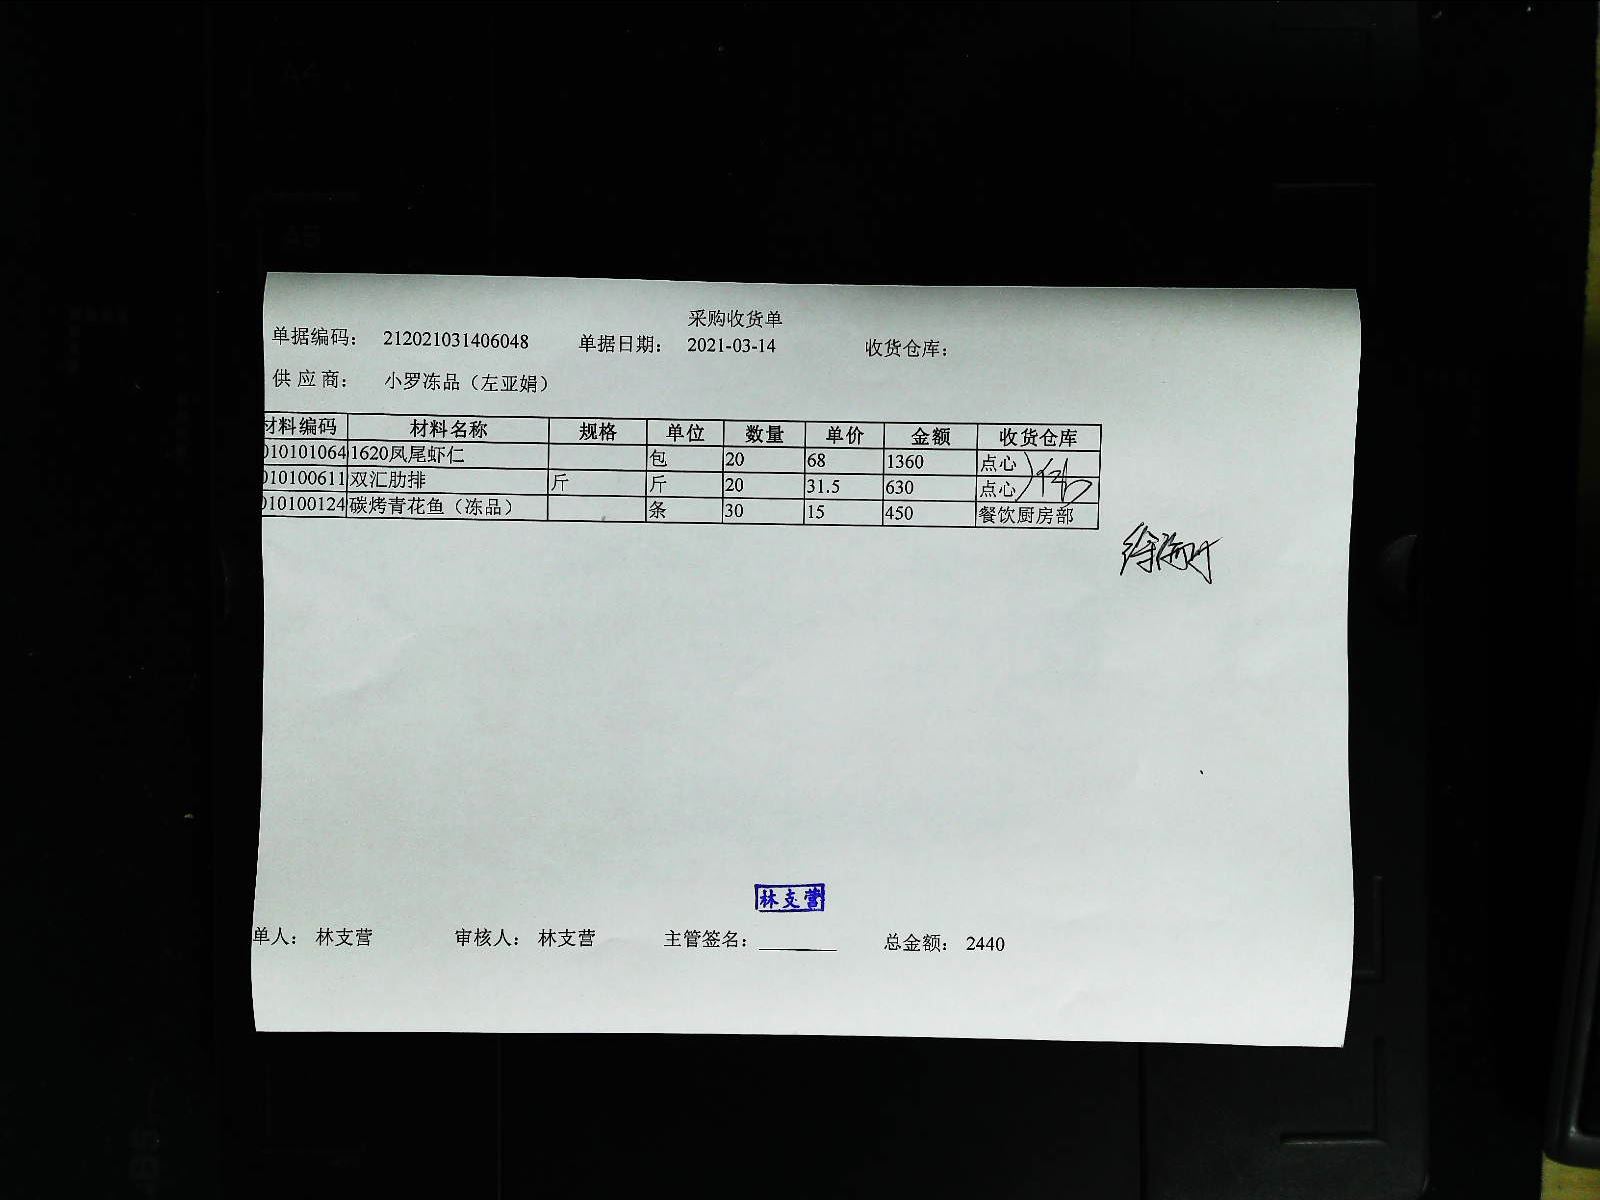 采购收货单
单据编码： 212021031406048 单据日期： 2021-03-14 收货仓库：
供 应 商： 小罗冻品（左亚娟）
材料编码 材料名称 规格 单位 数量 单价 金额 收货仓库
010101064 1620凤尾虾仁 包 20 68 1360 点心
010100611 双汇肋排 斤 斤 20 31.5 630 点心
010100124 碳烤青花鱼（冻品） 条 30 15 450 餐饮厨房部
林支营
单人： 林支营 审核人： 林支营 主管签名： 总金额： 2440